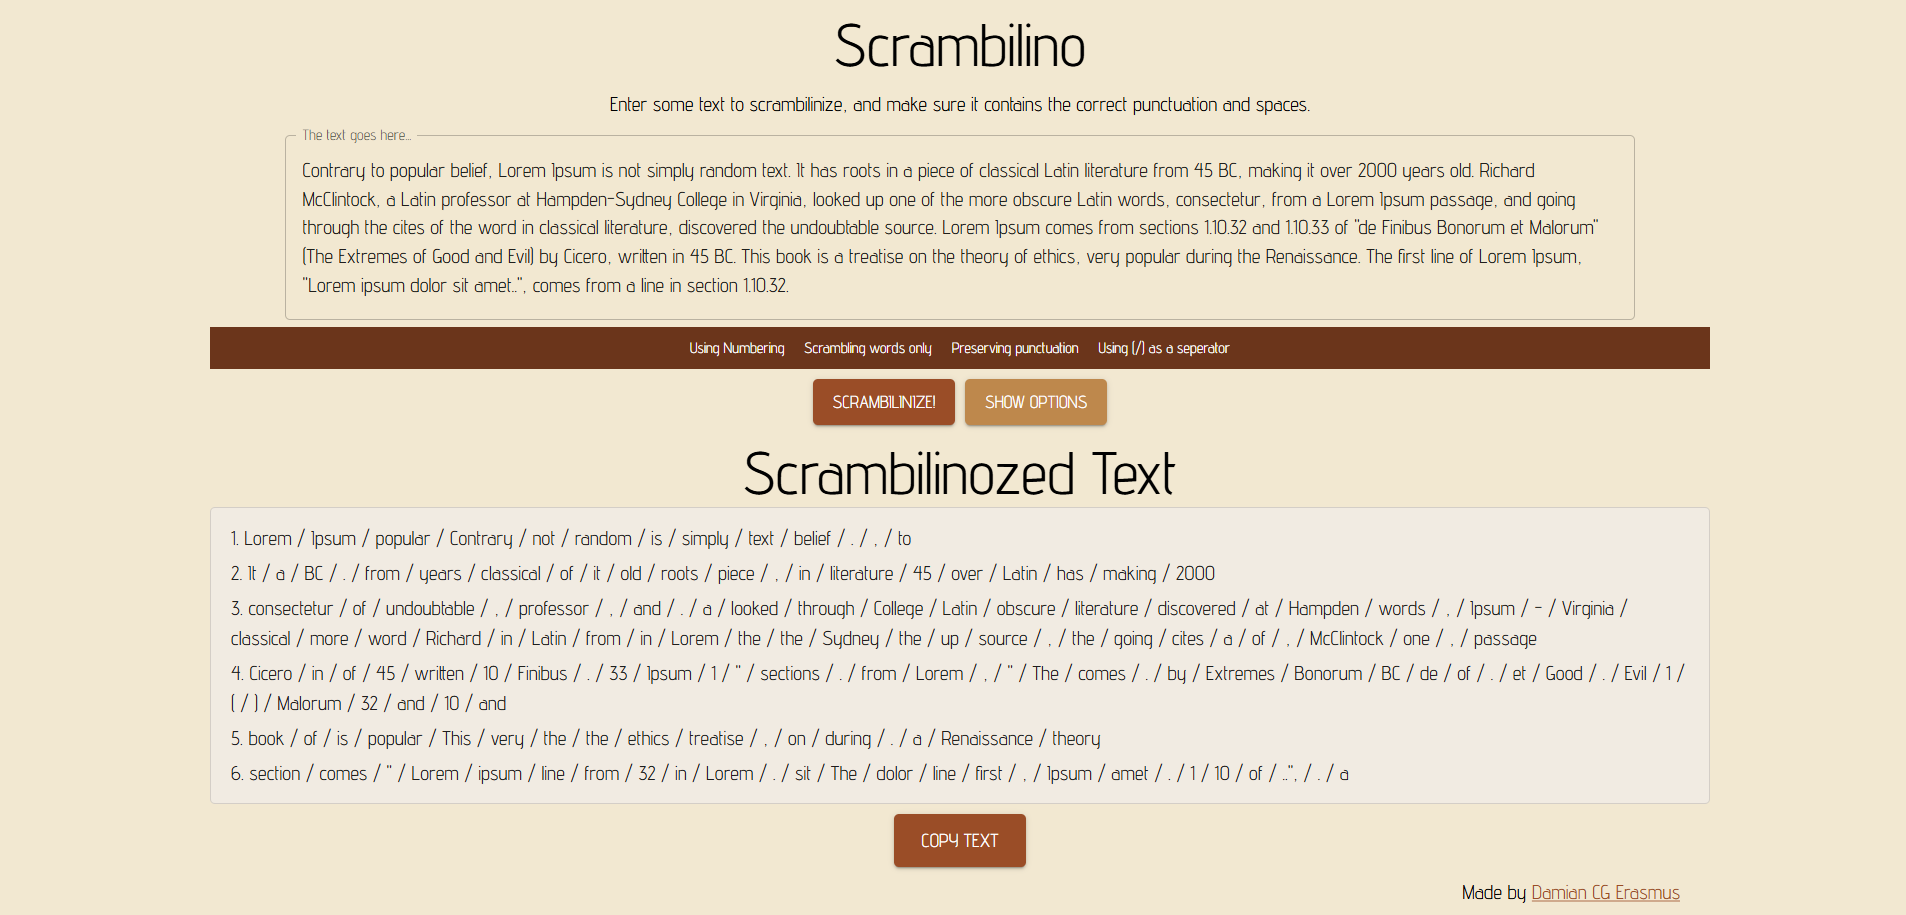 Scrambilino
Enter some text to scrambilinize, and make sure it contains the correct punctuation and spaces.
The text goes here...
Contrary to popular belief, Lorem Ipsum is not simply random text. It has roots in a piece of classical Latin literature from 45 BC, making it over 2000 years old. Richard
McClintock, a Latin professor at Hampden-Sydney College in Virginia, looked up one of the more obscure Latin words, consectetur, from a Lorem Ipsum passage, and going
through the cites of the word in classical literature, discovered the undoubtable source. Lorem Ipsum comes from sections 1.10.32 and 1.10.33 of "de Finibus Bonorum et Malorum"
(The Extremes of Good and Evil) by Cicero, written in 45 BC. This book is a treatise on the theory of ethics, very popular during the Renaissance. The first line of Lorem Ipsum,
"Lorem ipsum dolor sit amet..", comes from a line in section 1.10.32.
Using Numbering Scrambling words only Preserving punctuation Using (/) as a seperator
SCRAMBILINIZE! SHOW OPTIONS
Scrambilinozed Text
1. Lorem / Ipsum / popular / Contrary / not / random / is / simply / text / belief / . / , / to
2. It / a / BC / . / from / years / classical / of / it / old / roots / piece / , / in / literature / 45 / over / Latin / has / making / 2000
3. consectetur / of / undoubtable / , / professor / , / and / . / a / looked / through / College / Latin / obscure / literature / discovered / at / Hampden / words / , / Ipsum / - / Virginia /
classical / more / word / Richard / in / Latin / from / in / Lorem / the / the / Sydney / the / up / source / , / the / going / cites / a / of / , / McClintock / one / , / passage
4. Cicero / in / of / 45 / written / 10 / Finibus / . / 33 / Ipsum / 1 / " / sections / . / from / Lorem / , / " / The / comes / . / by / Extremes / Bonorum / BC / de / of / . / et / Good / . / Evil / 1 /
( / ) / Malorum / 32 / and / 10 / and
5. book / of / is / popular / This / very / the / the / ethics / treatise / , / on / during / . / a / Renaissance / theory
6. section / comes / " / Lorem / ipsum / line / from / 32 / in / Lorem / . / sit / The / dolor / line / first / , / Ipsum / amet / . / 1 / 10 / of / ..", / . / a
COPY TEXT
Made by Damian CG Erasmus